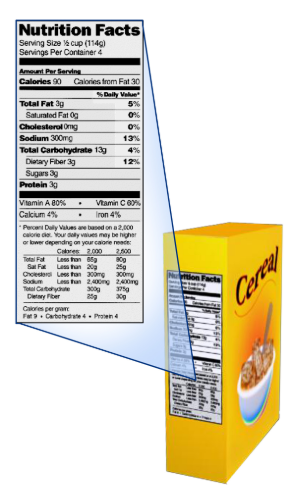 Nutrition Facts
Serving Size ½ cup (114g)
Servings Per Container 4
Amount Per Serving
Calories 90 Calories from Fat 30
% Daily Value*
Total Fat 3g 5%
Saturated Fat 0g 0%
Cholesterol 0mg 0%
Sodium 300mg 13%
Total Carbohydrate 13g 4%
Dietary Fiber 3g 12%
Sugars 3g
Protein 3g
Vitamin A 80% • Vitamin C 60%
Calcium 4% • Iron 4%
* Percent Daily Values are based on a 2,000
calorie diet. Your daily values may be higher
or lower depending on your calorie needs:
Calories: 2,000 2,500
Total Fat Less than 65g 80g
Sat Fat Less than 20g 25g
Cholesterol Less than 300mg 300mg
Sodium Less than 2,400mg 2,400mg
Total Carbohydrate 300g 375g
Dietary Fiber 25g 30g
Calories per gram:
Fat 9 • Carbohydrate 4 • Protein 4
Cereal
Nutrition Facts